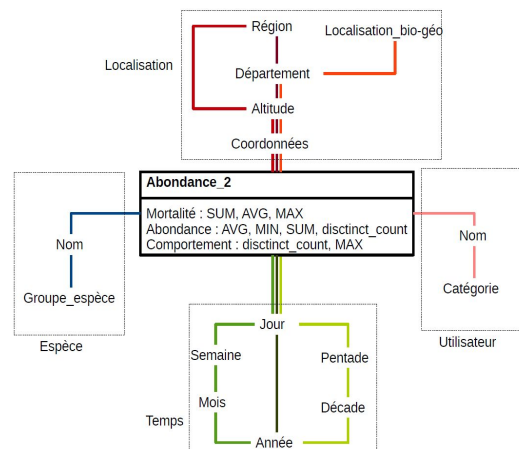 Région
Localisation_bio-géo
Localisation
Département
Altitude
Coordonnées
Abondance_2
Mortalité : SUM, AVG, MAX
Abondance : AVG, MIN, SUM, disctinct_count
Comportement : disctinct_count, MAX
Nom
Groupe_espèce
Espèce
Nom
Catégorie
Utilisateur
Jour
Semaine
Pentade
Mois
Décade
Temps
Année